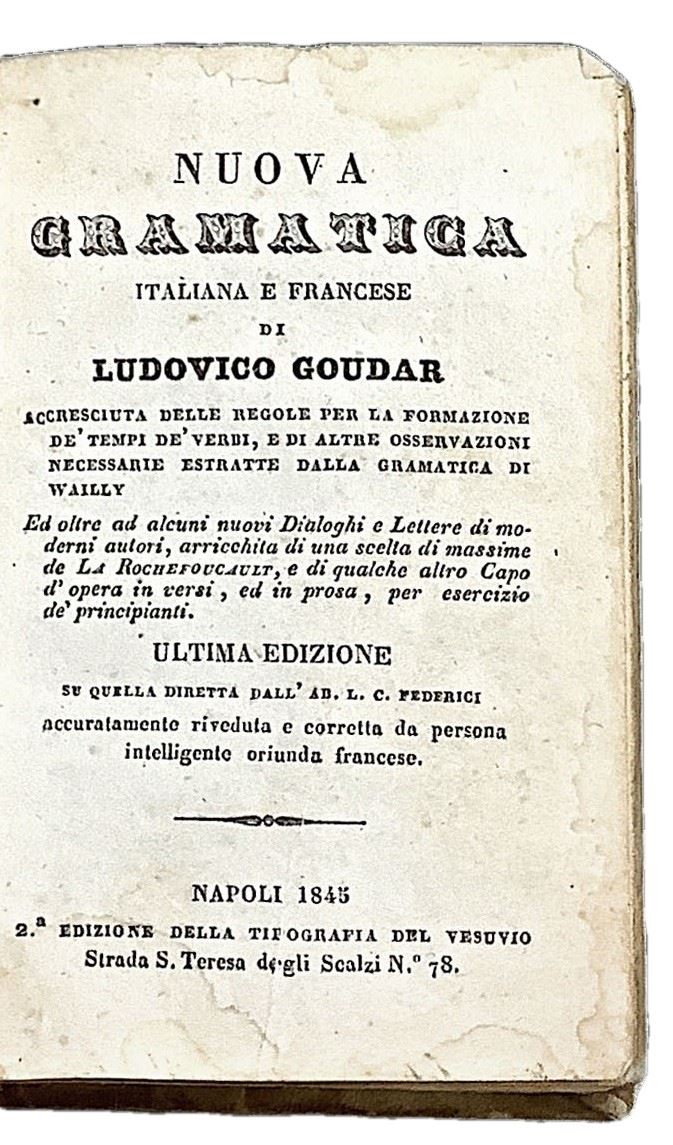 NUOVA
GRAMATICA
ITALIANA E FRANCESE
DI
LUDOVICO GOUDAR
ACCRESCIUTA DELLE REGOLE PER LA FORMAZIONE
DE' TEMPI DE' VERBI, E DI ALTRE OSSERVAZIONI
NECESSARIE ESTRATTE DALLA GRAMATICA DI
WAILLY
Ed oltre ad alcuni nuovi Dialoghi e Lettere di mo-
derni autori, arricchita di una scelta di massime
de LA ROCHEFOUCAULT, e di qualche altro Capo
d' opera in versi, ed in prosa, per esercizio
de' principianti.
ULTIMA EDIZIONE
SU QUELLA DIRETTA DALL' AB. L. C. FEDERICI
accuratamente riveduta e corretta da persona
intelligente oriunda francese.
NAPOLI 1845
2.ª EDIZIONE DELLA TIPOGRAFIA DEL VESUVIO
Strada S. Teresa degli Scalzi N.º 78.